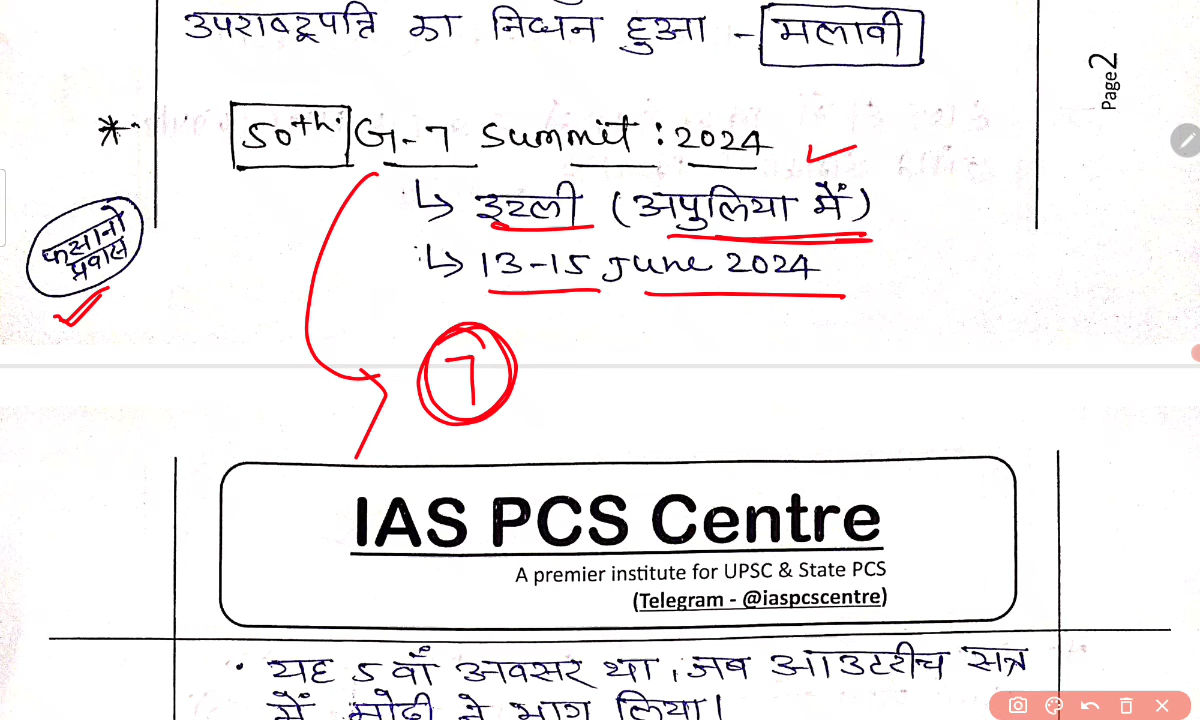 उपराष्ट्रपति का निधन हुआ - मलावी
Page 2
* 50th G-7 Summit : 2024
↳ इटली (अपुलिया में)
फसानो
प्रवास
↳ 13-15 June 2024
7
IAS PCS Centre
A premier institute for UPSC & State PCS
(Telegram - @iaspcscentre)
• यह 5 वाँ अवसर था, जब आउटरीच सत्र
में मोदी ने भाग लिया।